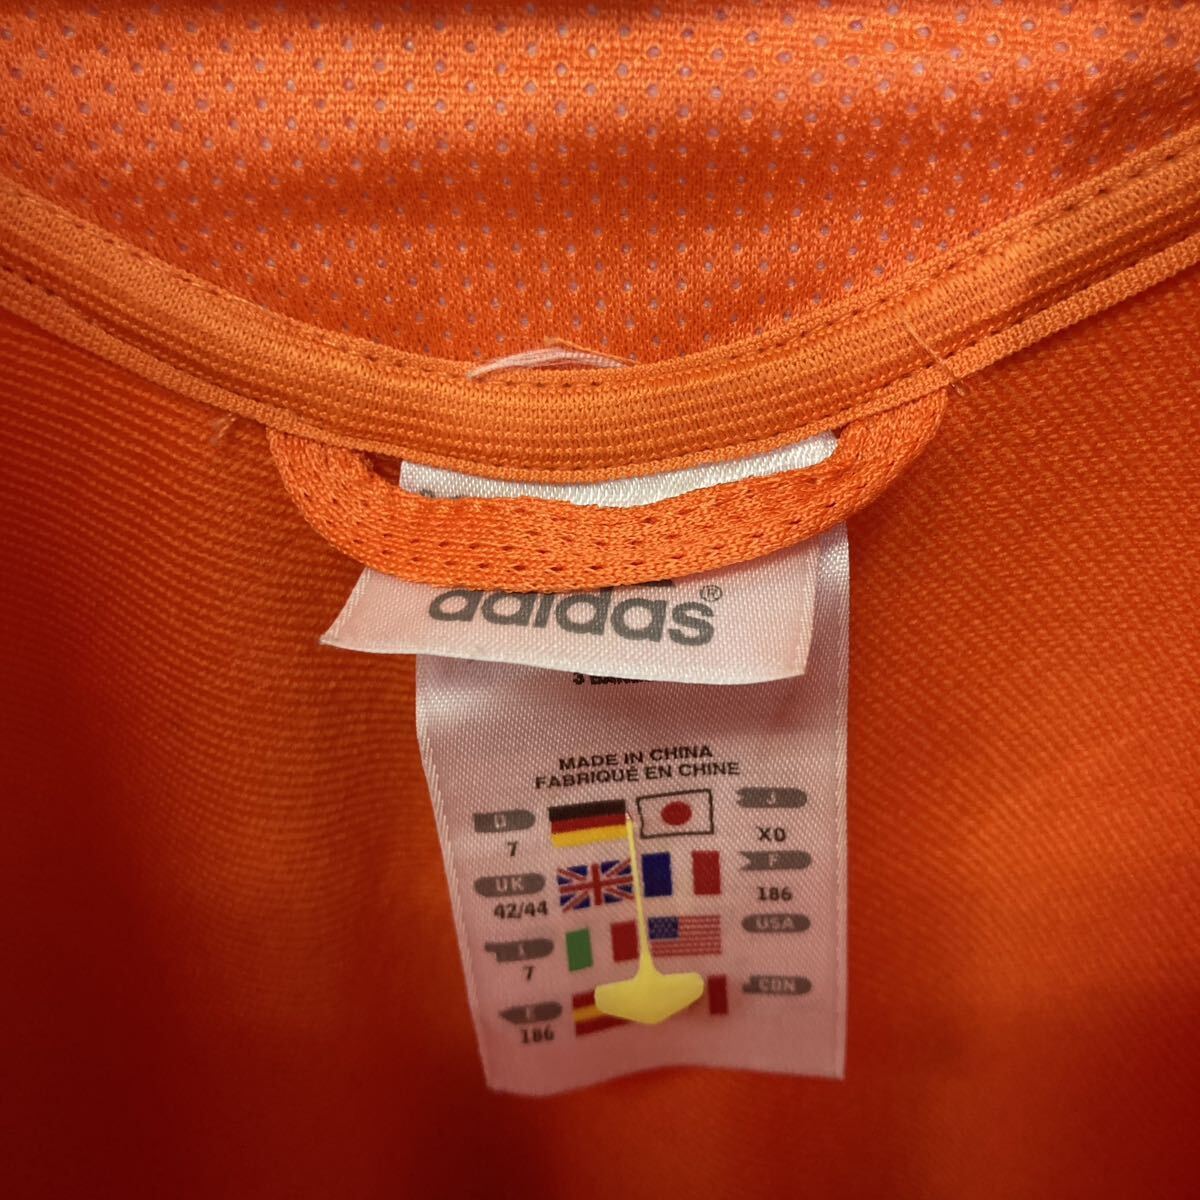 adidas®
MADE IN CHINA
FABRIQUÉ EN CHINE
D
7
J
XO
UK
42/44
F
186
I
7
USA
E
186
CDN